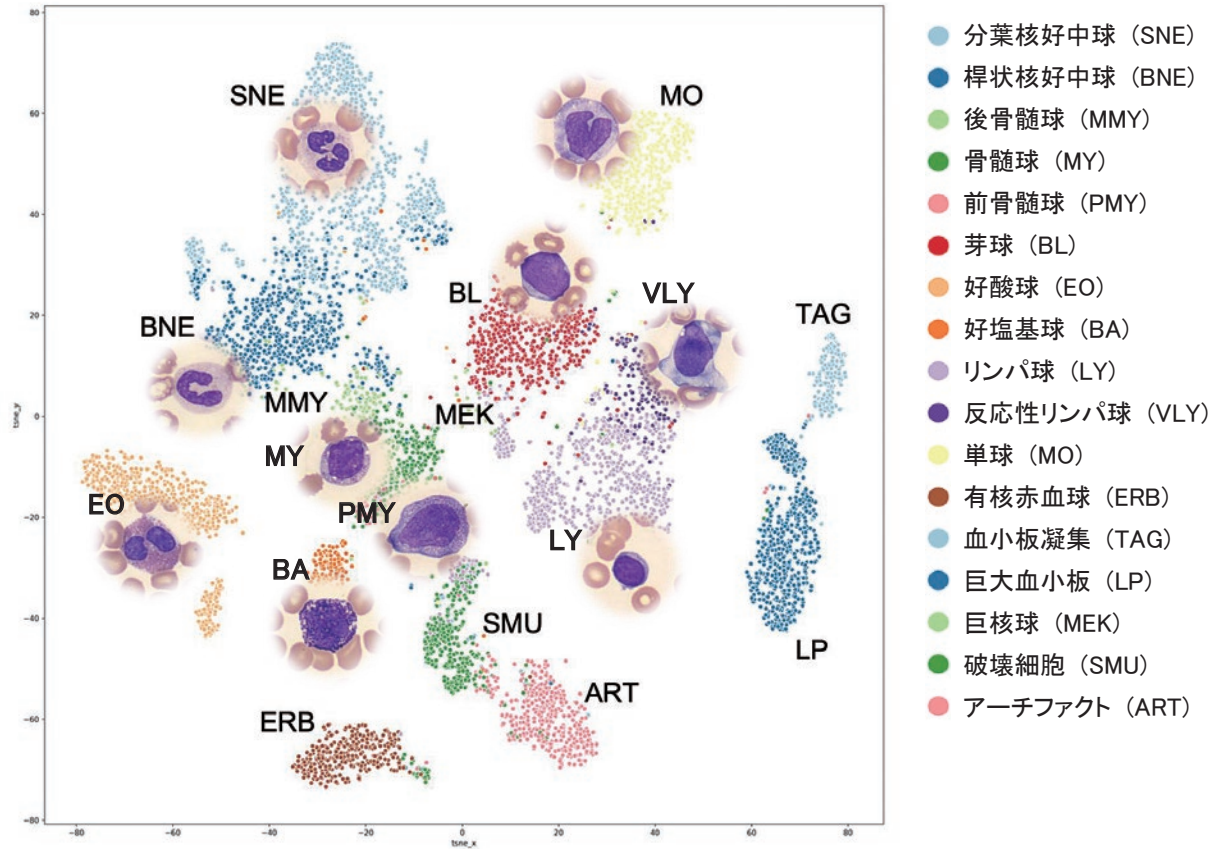 80
60
40
20
0
−20
−40
−60
−80
tsne_y
−80
−60
−40
−20
0
20
40
60
80
tsne_x
SNE
MO
BL
VLY
TAG
BNE
MMY
MEK
MY
EO
PMY
LY
BA
SMU
LP
ART
ERB
分葉核好中球 (SNE)
桿状核好中球 (BNE)
後骨髄球 (MMY)
骨髄球 (MY)
前骨髄球 (PMY)
芽球 (BL)
好酸球 (EO)
好塩基球 (BA)
リンパ球 (LY)
反応性リンパ球 (VLY)
単球 (MO)
有核赤血球 (ERB)
血小板凝集 (TAG)
巨大血小板 (LP)
巨核球 (MEK)
破壊細胞 (SMU)
アーチファクト (ART)